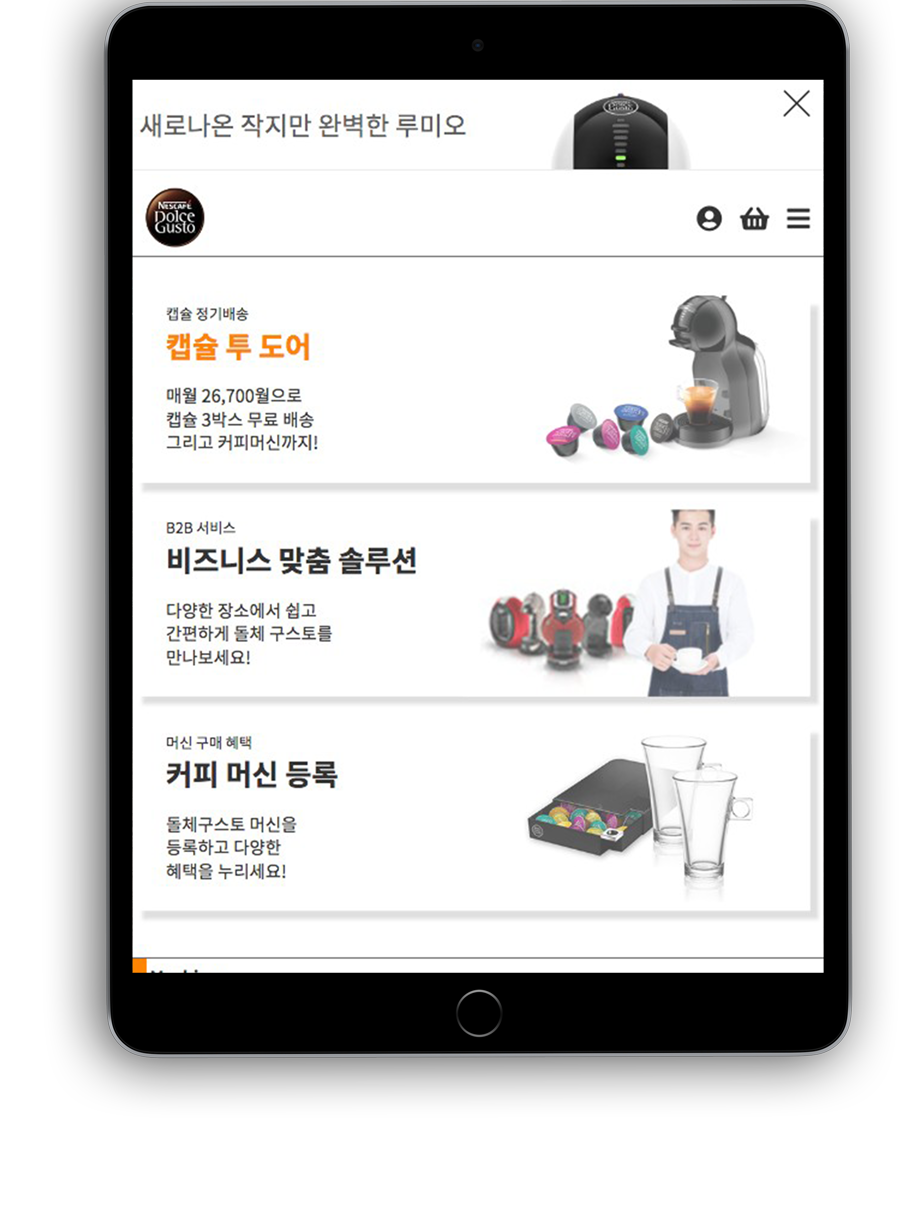 새로나온 작지만 완벽한 루미오
NESCAFÉ
Dolce
Gusto
캡슐 정기배송
캡슐 투 도어
매월 26,700월으로
캡슐 3박스 무료 배송
그리고 커피머신까지!
B2B 서비스
비즈니스 맞춤 솔루션
다양한 장소에서 쉽고
간편하게 돌체 구스토를
만나보세요!
머신 구매 혜택
커피 머신 등록
돌체구스토 머신을
등록하고 다양한
혜택을 누리세요!